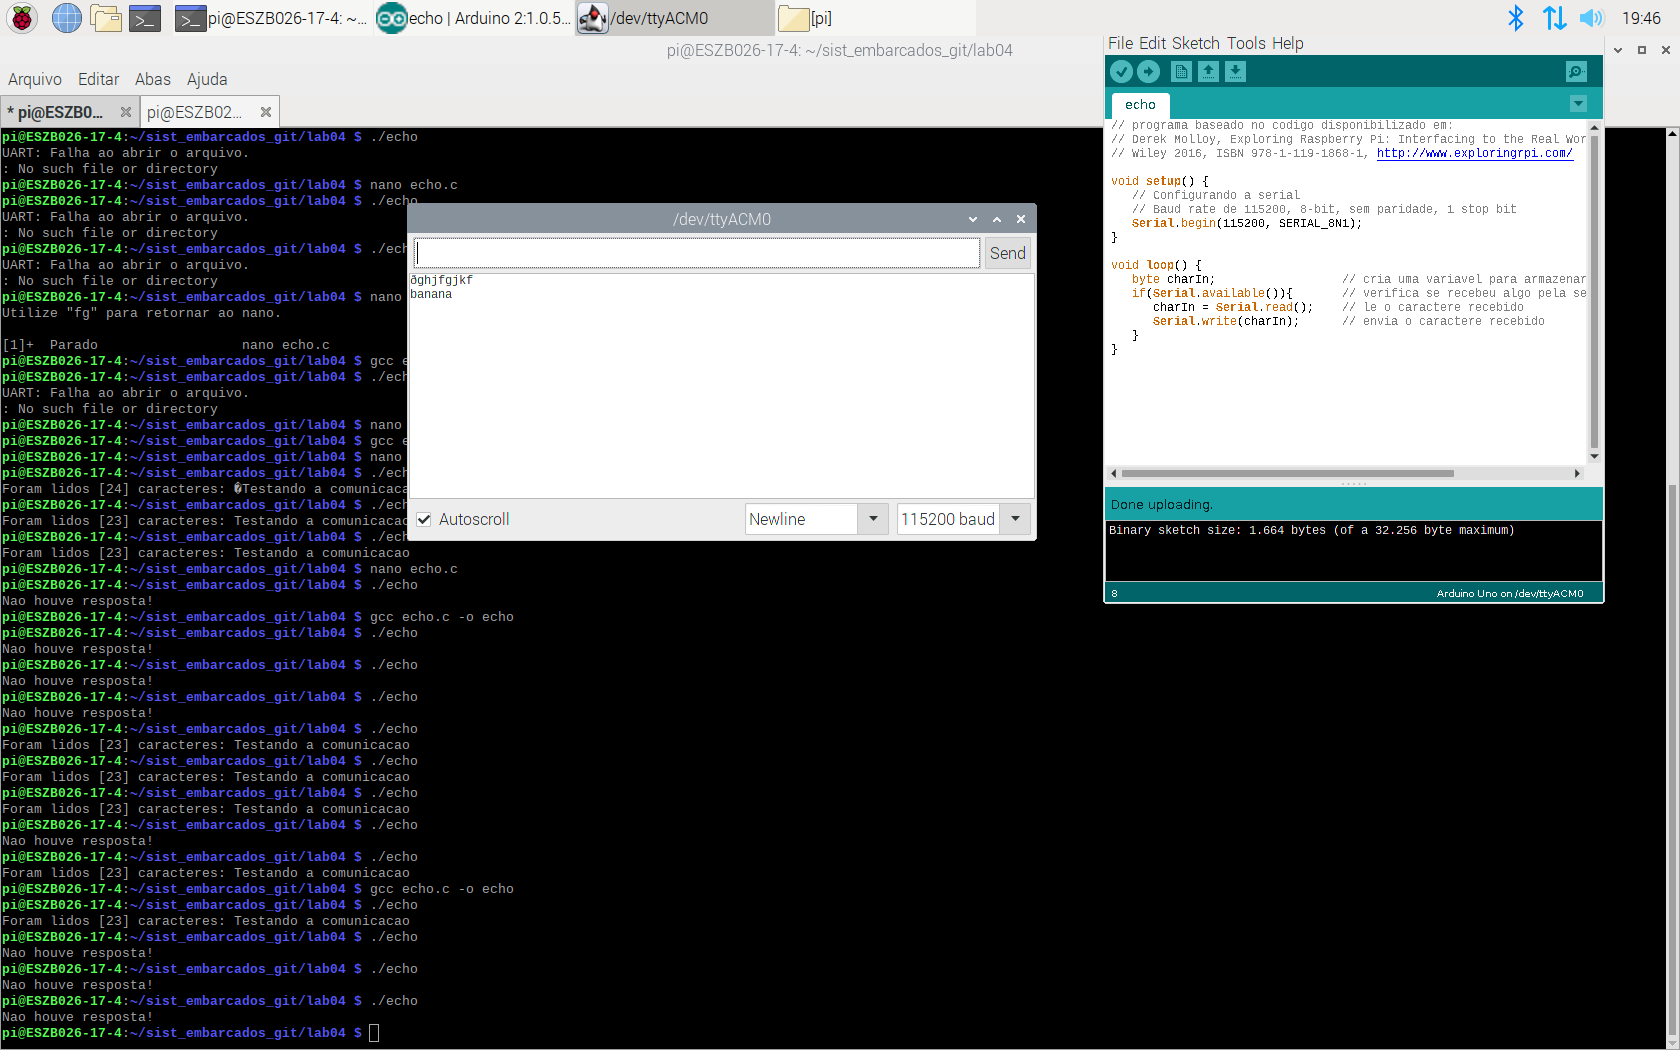 pi@ESZB026-17-4: ~...
echo | Arduino 2:1.0.5...
/dev/ttyACM0
[pi]
19:46
pi@ESZB026-17-4: ~/sist_embarcados_git/lab04
Arquivo Editar Abas Ajuda
* pi@ESZB0...
pi@ESZB02...
pi@ESZB026-17-4:~/sist_embarcados_git/lab04 $ ./echo
UART: Falha ao abrir o arquivo.
: No such file or directory
pi@ESZB026-17-4:~/sist_embarcados_git/lab04 $ nano echo.c
pi@ESZB026-17-4:~/sist_embarcados_git/lab04 $ ./echo
UART: Falha ao abrir o arquivo.
: No such file or directory
pi@ESZB026-17-4:~/sist_embarcados_git/lab04 $ ./ech
UART: Falha ao abrir o arquivo.
: No such file or directory
pi@ESZB026-17-4:~/sist_embarcados_git/lab04 $ nano
Utilize "fg" para retornar ao nano.
[1]+  Parado                  nano echo.c
pi@ESZB026-17-4:~/sist_embarcados_git/lab04 $ gcc e
pi@ESZB026-17-4:~/sist_embarcados_git/lab04 $ ./ech
UART: Falha ao abrir o arquivo.
: No such file or directory
pi@ESZB026-17-4:~/sist_embarcados_git/lab04 $ nano
pi@ESZB026-17-4:~/sist_embarcados_git/lab04 $ gcc e
pi@ESZB026-17-4:~/sist_embarcados_git/lab04 $ nano
pi@ESZB026-17-4:~/sist_embarcados_git/lab04 $ ./ech
Foram lidos [24] caracteres: �Testando a comunicaca
pi@ESZB026-17-4:~/sist_embarcados_git/lab04 $ ./ech
Foram lidos [23] caracteres: Testando a comunicacao
pi@ESZB026-17-4:~/sist_embarcados_git/lab04 $ ./ech
Foram lidos [23] caracteres: Testando a comunicacao
pi@ESZB026-17-4:~/sist_embarcados_git/lab04 $ nano echo.c
pi@ESZB026-17-4:~/sist_embarcados_git/lab04 $ ./echo
Nao houve resposta!
pi@ESZB026-17-4:~/sist_embarcados_git/lab04 $ gcc echo.c -o echo
pi@ESZB026-17-4:~/sist_embarcados_git/lab04 $ ./echo
Nao houve resposta!
pi@ESZB026-17-4:~/sist_embarcados_git/lab04 $ ./echo
Nao houve resposta!
pi@ESZB026-17-4:~/sist_embarcados_git/lab04 $ ./echo
Nao houve resposta!
pi@ESZB026-17-4:~/sist_embarcados_git/lab04 $ ./echo
Foram lidos [23] caracteres: Testando a comunicacao
pi@ESZB026-17-4:~/sist_embarcados_git/lab04 $ ./echo
Foram lidos [23] caracteres: Testando a comunicacao
pi@ESZB026-17-4:~/sist_embarcados_git/lab04 $ ./echo
Foram lidos [23] caracteres: Testando a comunicacao
pi@ESZB026-17-4:~/sist_embarcados_git/lab04 $ ./echo
Nao houve resposta!
pi@ESZB026-17-4:~/sist_embarcados_git/lab04 $ ./echo
Foram lidos [23] caracteres: Testando a comunicacao
pi@ESZB026-17-4:~/sist_embarcados_git/lab04 $ gcc echo.c -o echo
pi@ESZB026-17-4:~/sist_embarcados_git/lab04 $ ./echo
Foram lidos [23] caracteres: Testando a comunicacao
pi@ESZB026-17-4:~/sist_embarcados_git/lab04 $ ./echo
Nao houve resposta!
pi@ESZB026-17-4:~/sist_embarcados_git/lab04 $ ./echo
Nao houve resposta!
pi@ESZB026-17-4:~/sist_embarcados_git/lab04 $ ./echo
Nao houve resposta!
pi@ESZB026-17-4:~/sist_embarcados_git/lab04 $
/dev/ttyACM0
Send
ðghjfgjkf
banana
Autoscroll
Newline
115200 baud
File Edit Sketch Tools Help
echo
// programa baseado no codigo disponibilizado em:
// Derek Molloy, Exploring Raspberry Pi: Interfacing to the Real Wor
// Wiley 2016, ISBN 978-1-119-1868-1, http://www.exploringrpi.com/
void setup() {
// Configurando a serial
// Baud rate de 115200, 8-bit, sem paridade, 1 stop bit
Serial.begin(115200, SERIAL_8N1);
}
void loop() {
byte charIn; // cria uma variavel para armazenar
if(Serial.available()){ // verifica se recebeu algo pela se
charIn = Serial.read(); // le o caractere recebido
Serial.write(charIn); // envia o caractere recebido
}
}
Done uploading.
Binary sketch size: 1.664 bytes (of a 32.256 byte maximum)
8
Arduino Uno on /dev/ttyACM0